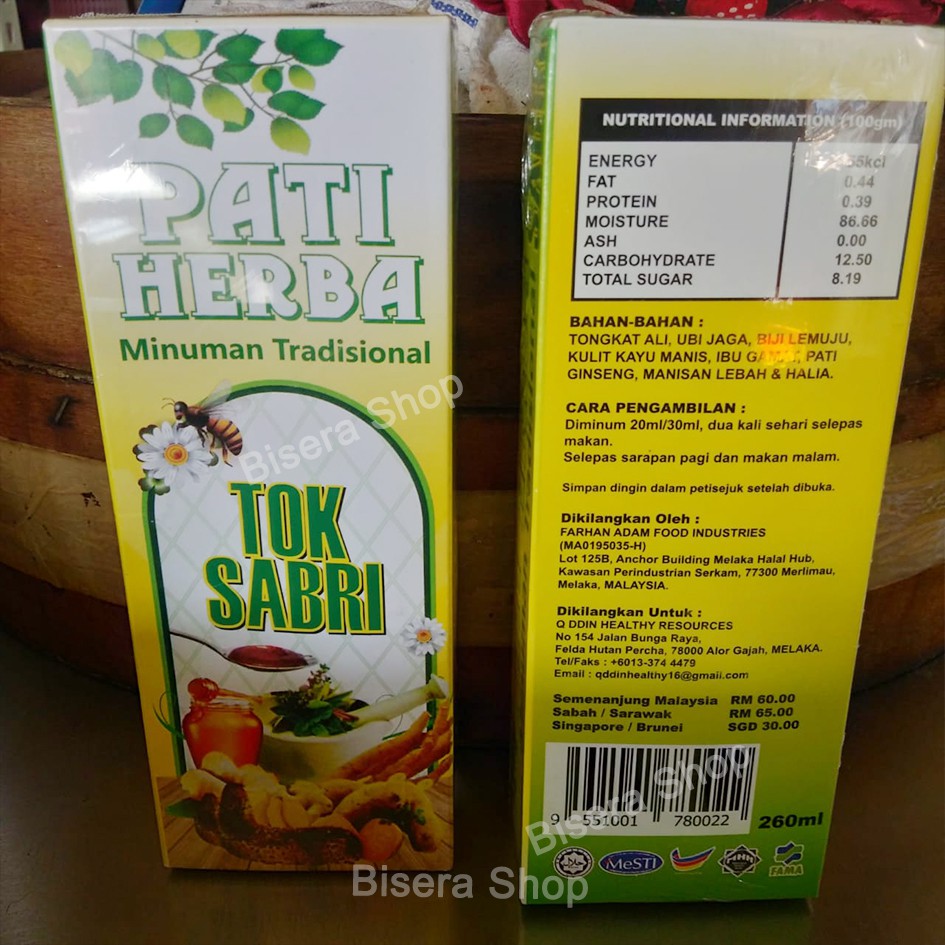 PATI
HERBA
Minuman Tradisional
TOK
SABRI
NUTRITIONAL INFORMATION (100gm)
ENERGY
FAT 0.44
PROTEIN 0.39
MOISTURE 86.66
ASH 0.00
CARBOHYDRATE 12.50
TOTAL SUGAR 8.19
BAHAN-BAHAN :
TONGKAT ALI, UBI JAGA, BIJI LEMUJU,
KULIT KAYU MANIS, IBU GAMAT, PATI
GINSENG, MANISAN LEBAH & HALIA.
CARA PENGAMBILAN :
Diminum 20ml/30ml, dua kali sehari selepas
makan.
Selepas sarapan pagi dan makan malam.
Simpan dingin dalam petisejuk setelah dibuka.
Dikilangkan Oleh :
FARHAN ADAM FOOD INDUSTRIES
(MA0195035-H)
Lot 125B, Anchor Building Melaka Halal Hub,
Kawasan Perindustrian Serkam, 77300 Merlimau,
Melaka, MALAYSIA.
Dikilangkan Untuk :
Q DDIN HEALTHY RESOURCES
No 154 Jalan Bunga Raya,
Felda Hutan Percha, 78000 Alor Gajah, MELAKA.
Tel/Faks : +6013-374 4479
Email : qddinhealthy16@gmail.com
Semenanjung Malaysia RM 60.00
Sabah / Sarawak RM 65.00
Singapore / Brunei SGD 30.00
9 551001 780022
260ml
MeSTI
FAMA
Bisera Shop
Bisera Shop
Bisera Shop